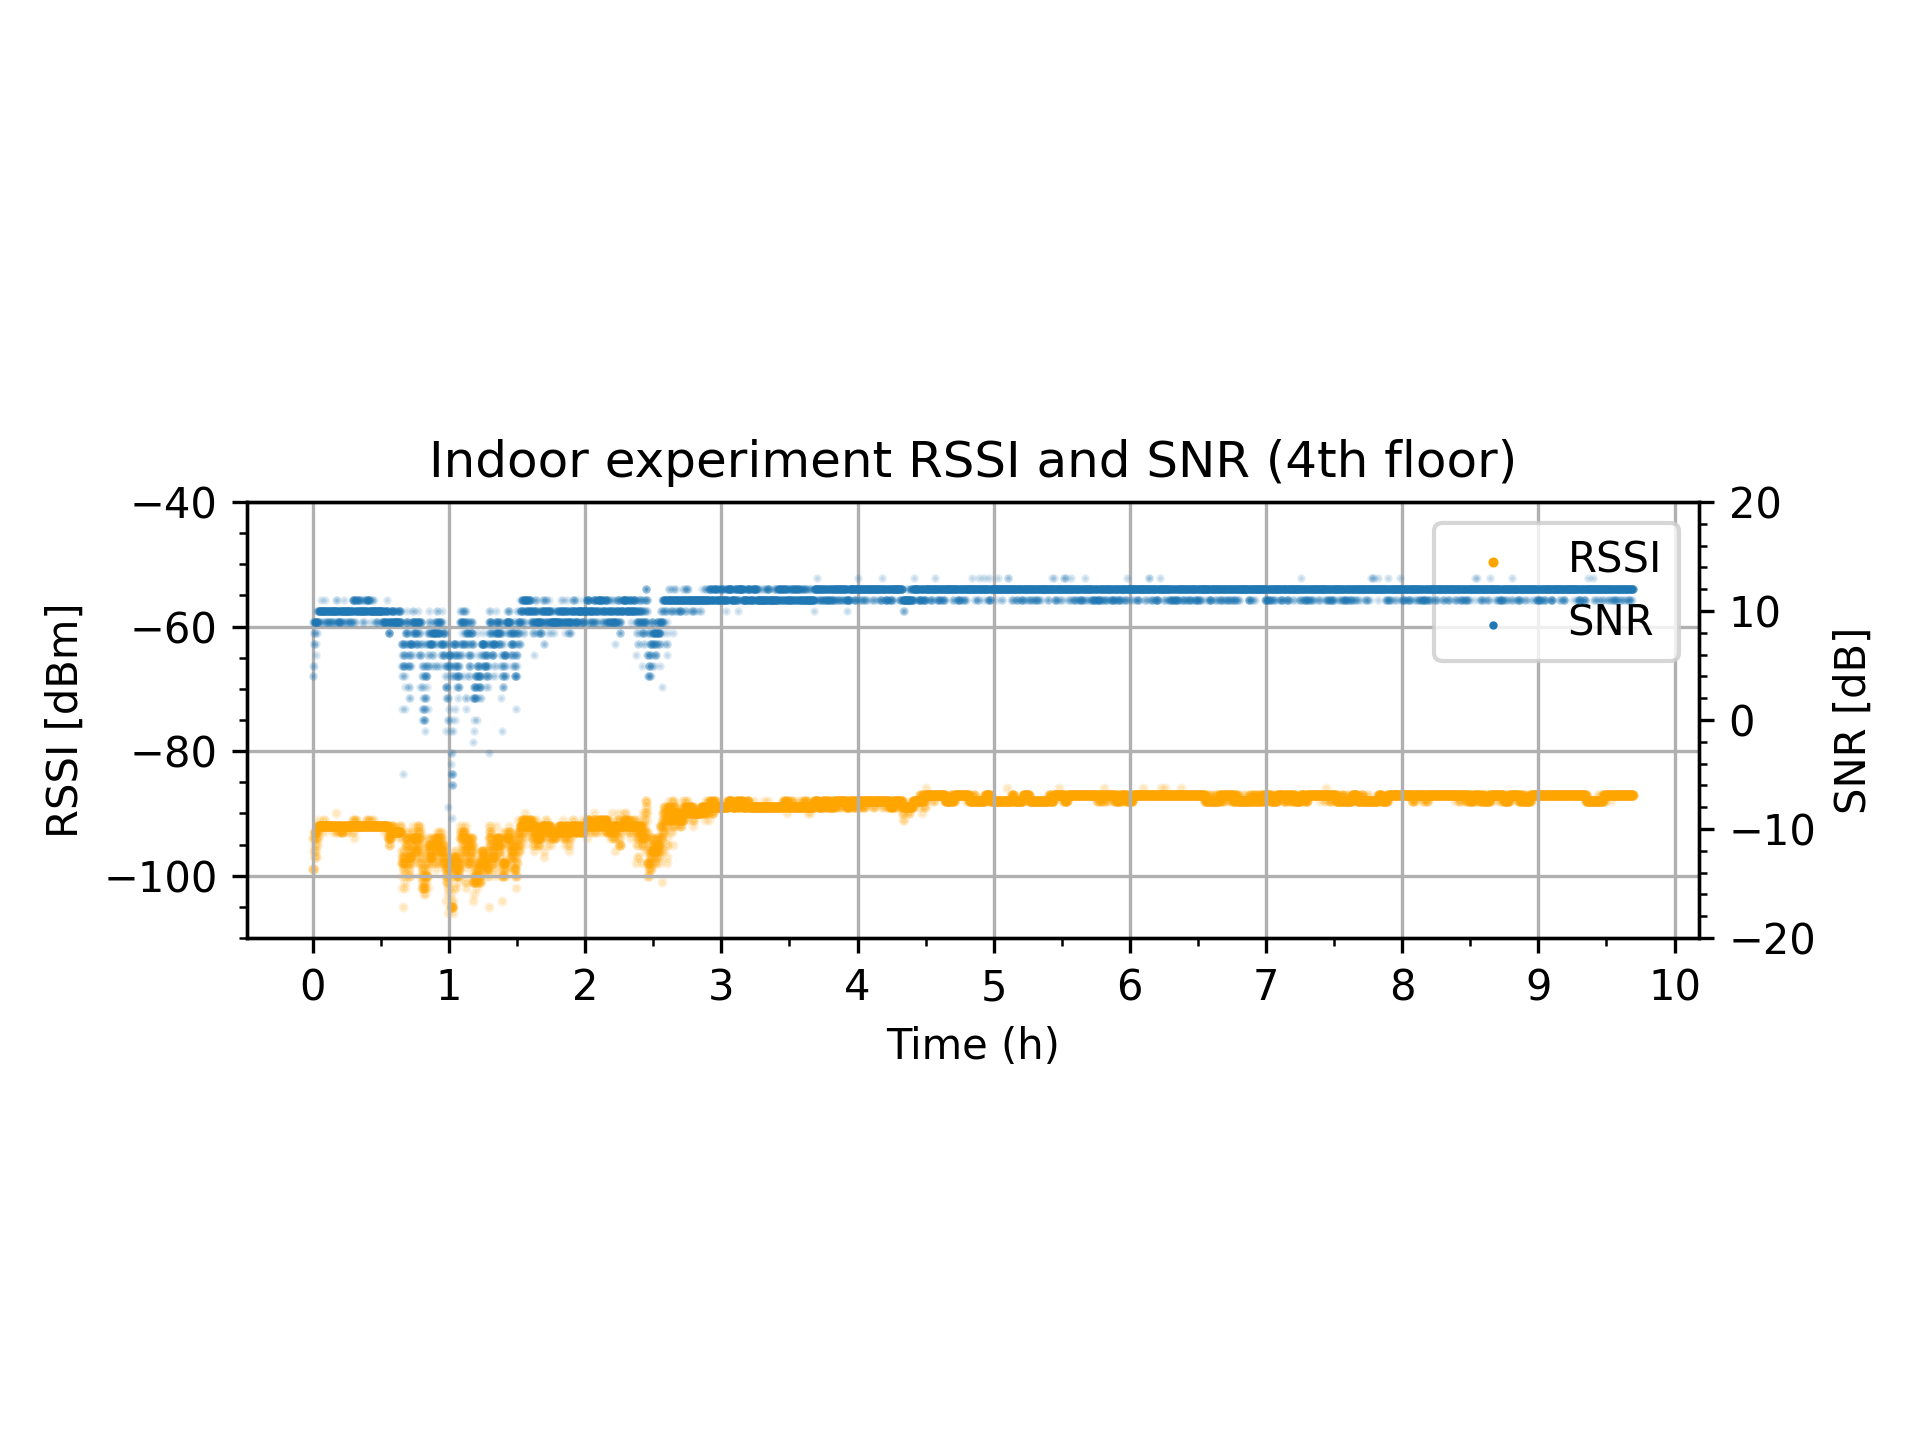 Indoor experiment RSSI and SNR (4th floor)
−40
−60
−80
−100
RSSI [dBm]
20
10
0
−10
−20
SNR [dB]
RSSI
SNR
0 1 2 3 4 5 6 7 8 9 10
Time (h)